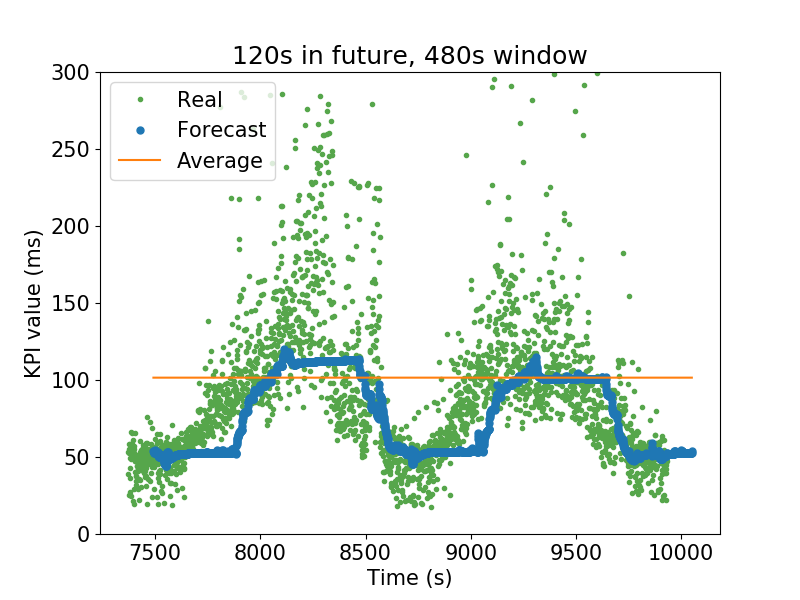 120s in future, 480s window
300
250
200
150
100
50
0
KPI value (ms)
Real
Forecast
Average
7500 8000 8500 9000 9500 10000
Time (s)